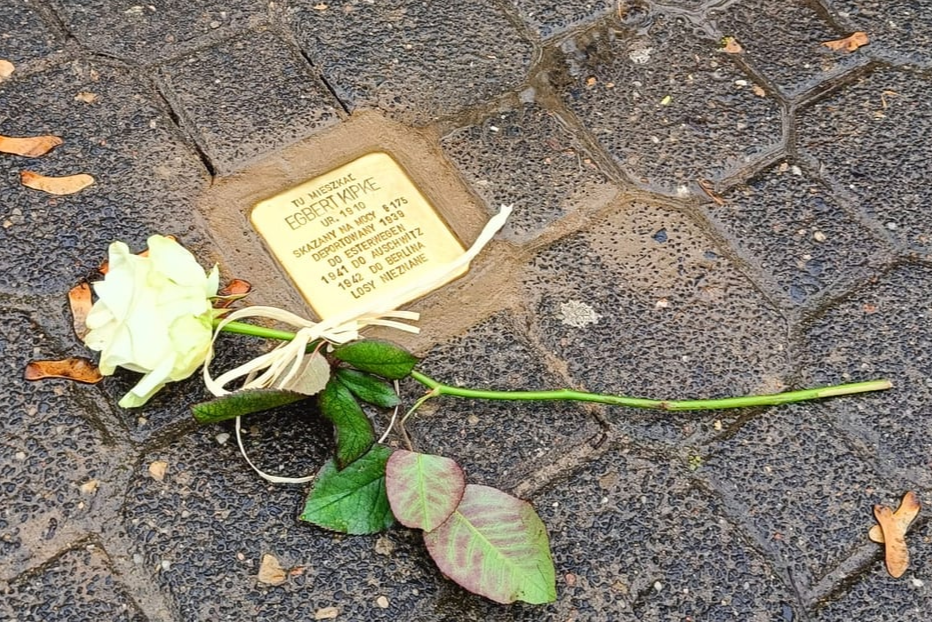 TU MIESZKAŁ
EGBERT KIPKE
UR. 1910
SKAZANY NA MOCY § 175
DEPORTOWANY 1939
DO ESTERWEGEN
1941 DO AUSCHWITZ
1942 DO BERLINA
LOSY NIEZNANE